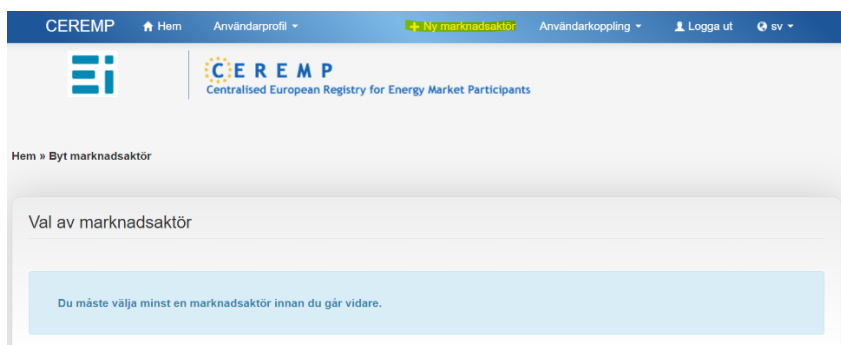 CEREMP Hem Användarprofil + Ny marknadsaktör Användarkoppling Logga ut sv
Ei
CEREMP
Centralised European Registry for Energy Market Participants
Hem » Byt marknadsaktör
Val av marknadsaktör
Du måste välja minst en marknadsaktör innan du går vidare.